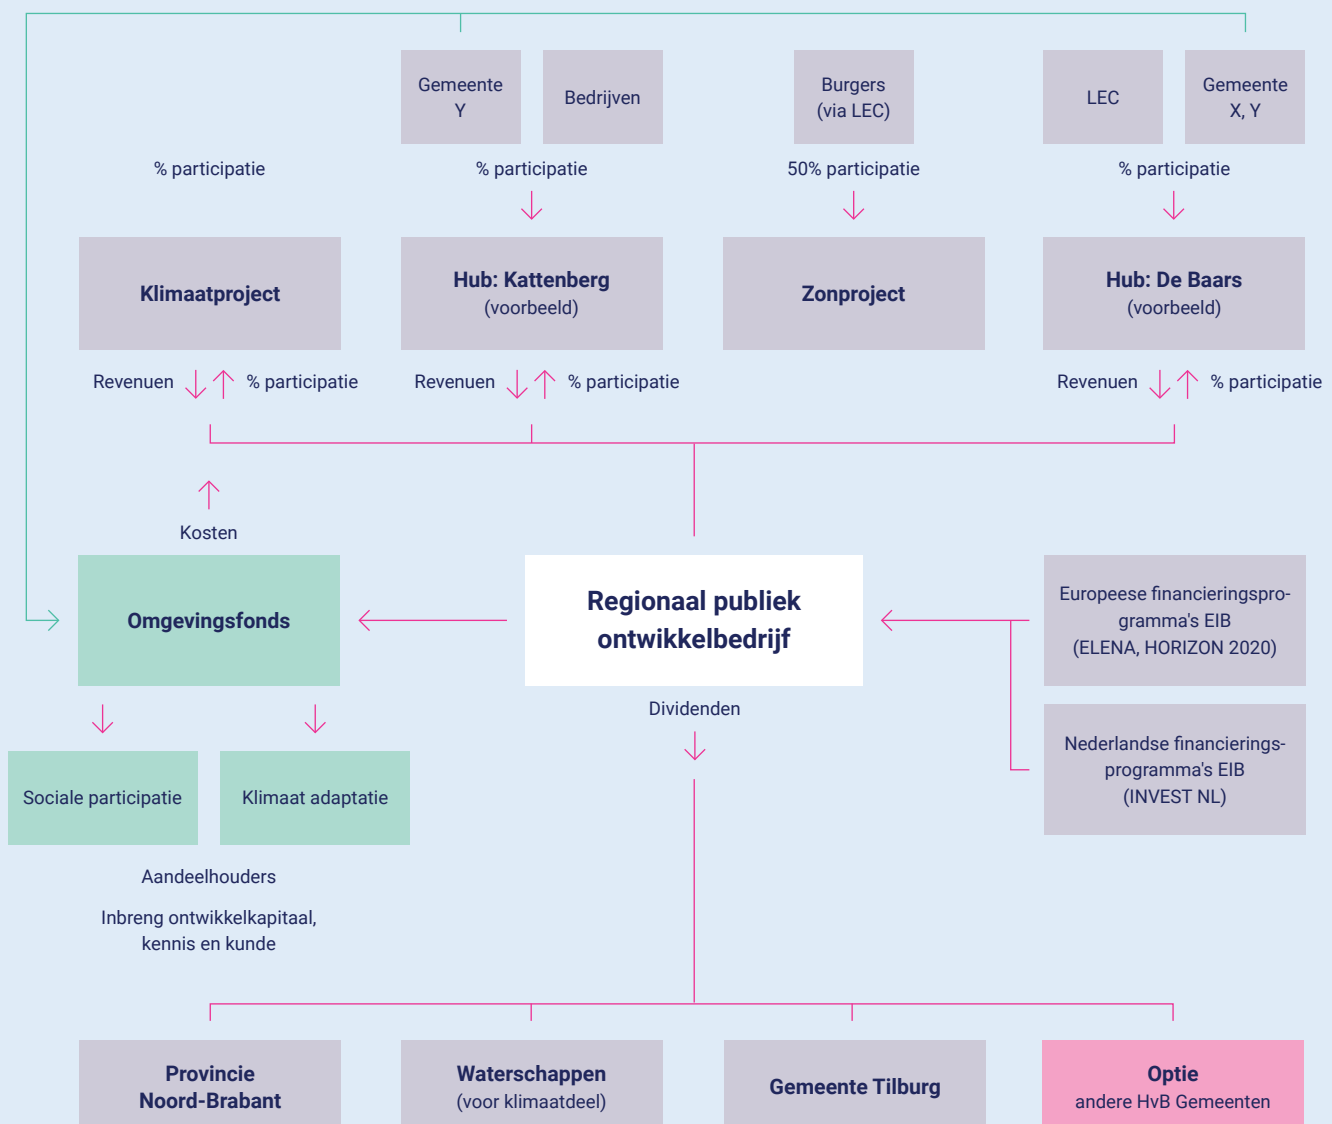 Gemeente
Y
Bedrijven
Burgers
(via LEC)
LEC
Gemeente
X, Y
% participatie
% participatie
50% participatie
% participatie
Klimaatproject
Hub: Kattenberg
(voorbeeld)
Zonproject
Hub: De Baars
(voorbeeld)
Revenuen
% participatie
Revenuen
% participatie
Revenuen
% participatie
Kosten
Omgevingsfonds
Regionaal publiek
ontwikkelbedrijf
Europese financieringspro-
gramma's EIB
(ELENA, HORIZON 2020)
Dividenden
Nederlandse financierings-
programma's EIB
(INVEST NL)
Sociale participatie
Klimaat adaptatie
Aandeelhouders
Inbreng ontwikkelkapitaal,
kennis en kunde
Provincie
Noord-Brabant
Waterschappen
(voor klimaatdeel)
Gemeente Tilburg
Optie
andere HvB Gemeenten